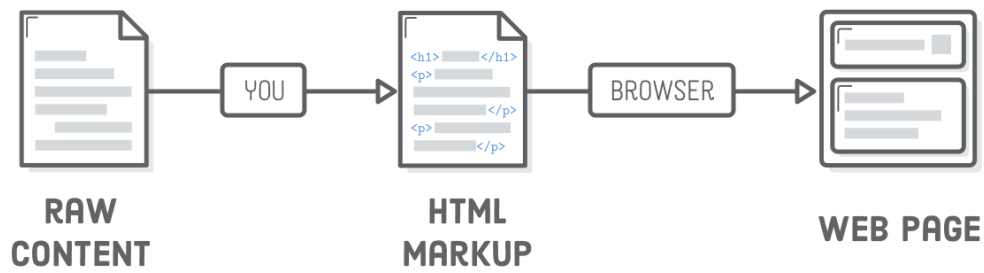 YOU
BROWSER
<h1> </h1>
<p>
</p>
<p>
</p>
RAW
CONTENT
HTML
MARKUP
WEB PAGE